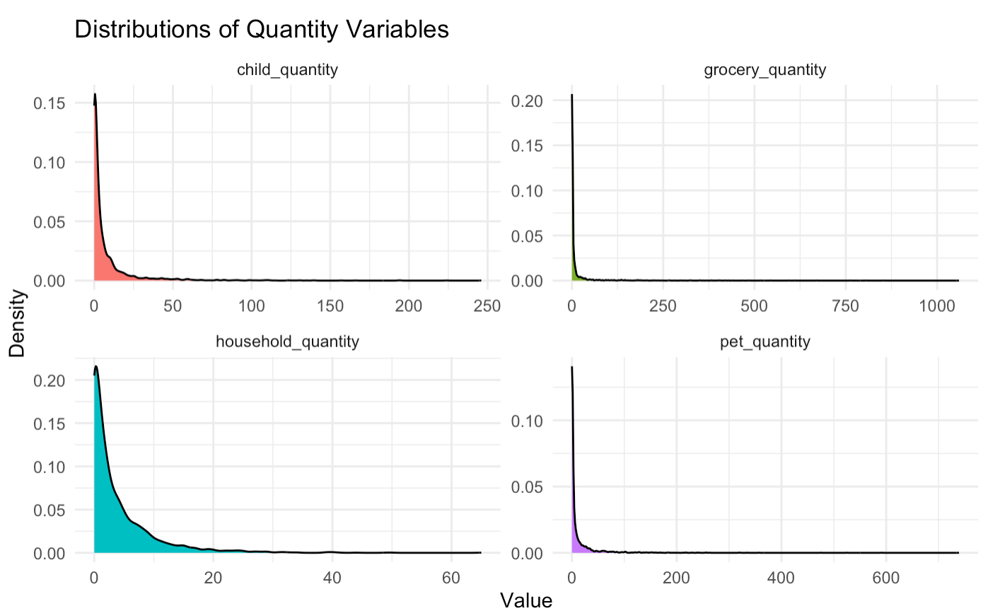 Distributions of Quantity Variables
child_quantity
grocery_quantity
0.15
0.10
0.05
0.00
0.20
0.15
0.10
0.05
0.00
0 50 100 150 200 250
0 250 500 750 1000
Density
household_quantity
pet_quantity
0.20
0.15
0.10
0.05
0.00
0.10
0.05
0.00
0 20 40 60
0 200 400 600
Value